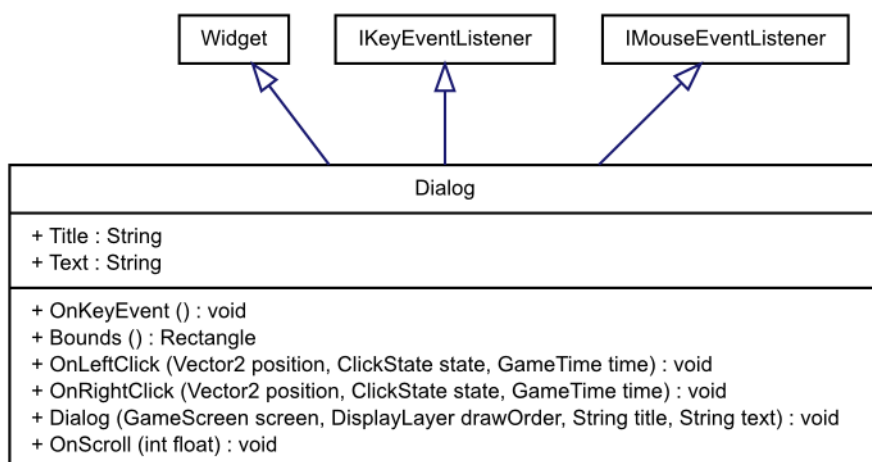 Widget
IKeyEventListener
IMouseEventListener
Dialog
+ Title : String
+ Text : String
+ OnKeyEvent () : void
+ Bounds () : Rectangle
+ OnLeftClick (Vector2 position, ClickState state, GameTime time) : void
+ OnRightClick (Vector2 position, ClickState state, GameTime time) : void
+ Dialog (GameScreen screen, DisplayLayer drawOrder, String title, String text) : void
+ OnScroll (int float) : void